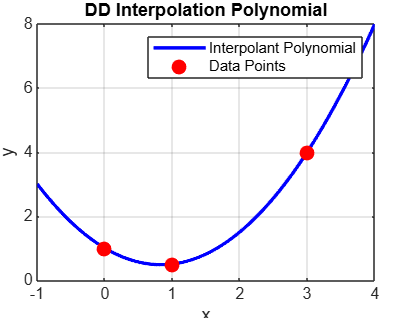 DD Interpolation Polynomial
Interpolant Polynomial
Data Points
8
6
4
2
0
y
-1 0 1 2 3 4
x